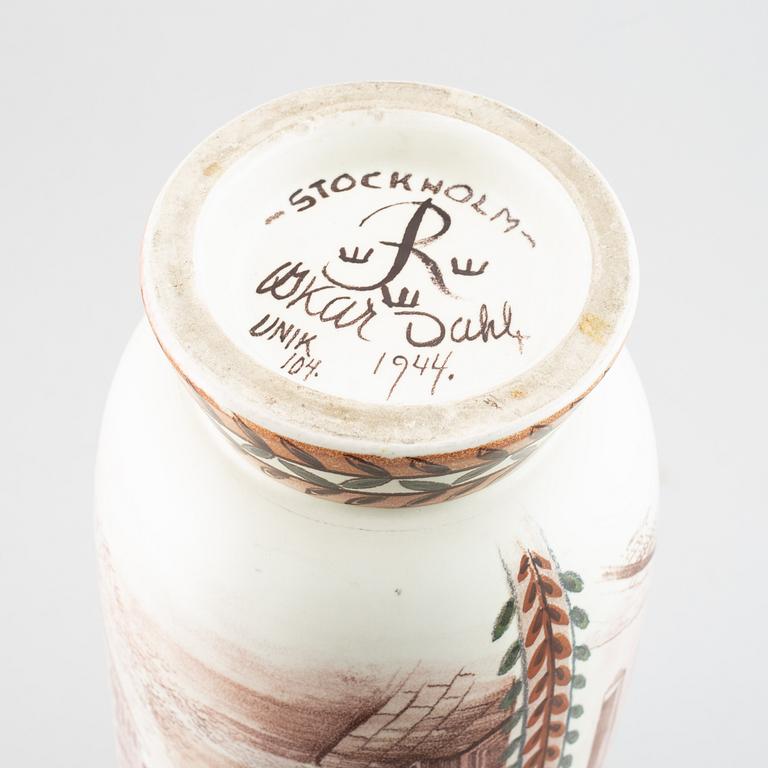 ~STOCKHOLM~
R
Oskar Dahl
UNIK
104.
1944.